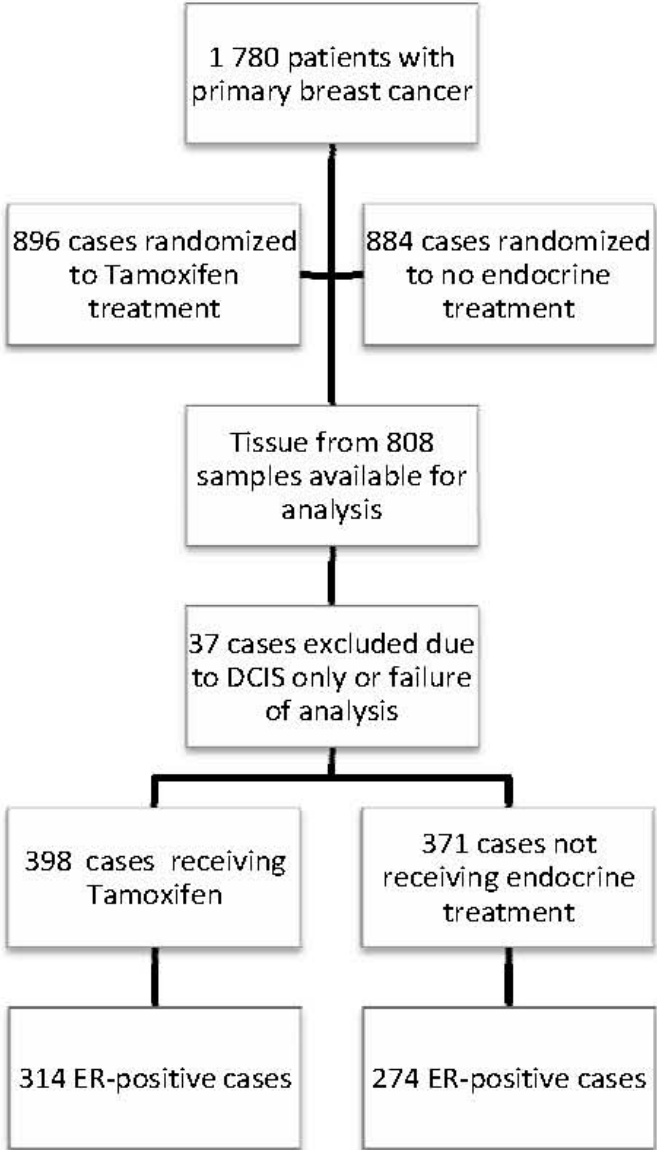 1 780 patients with
primary breast cancer
896 cases randomized
to Tamoxifen
treatment
884 cases randomized
to no endocrine
treatment
Tissue from 808
samples available for
analysis
37 cases excluded due
to DCIS only or failure
of analysis
398 cases receiving
Tamoxifen
371 cases not
receiving endocrine
treatment
314 ER-positive cases
274 ER-positive cases